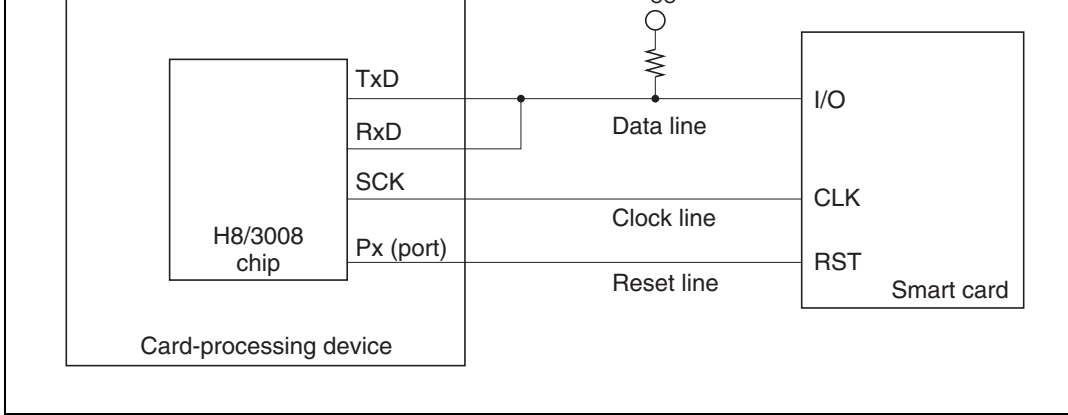 TxD
I/O
Data line
RxD
SCK
CLK
Clock line
H8/3008
chip
Px (port)
RST
Reset line
Smart card
Card-processing device